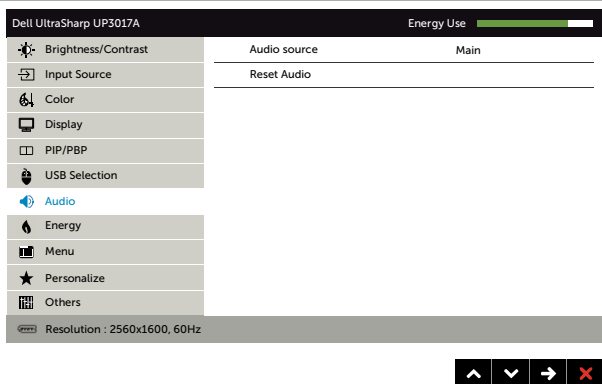 Dell UltraSharp UP3017A Energy Use
Brightness/Contrast Audio source Main
Input Source Reset Audio
Color
Display
PIP/PBP
USB Selection
Audio
Energy
Menu
Personalize
Others
Resolution : 2560x1600, 60Hz